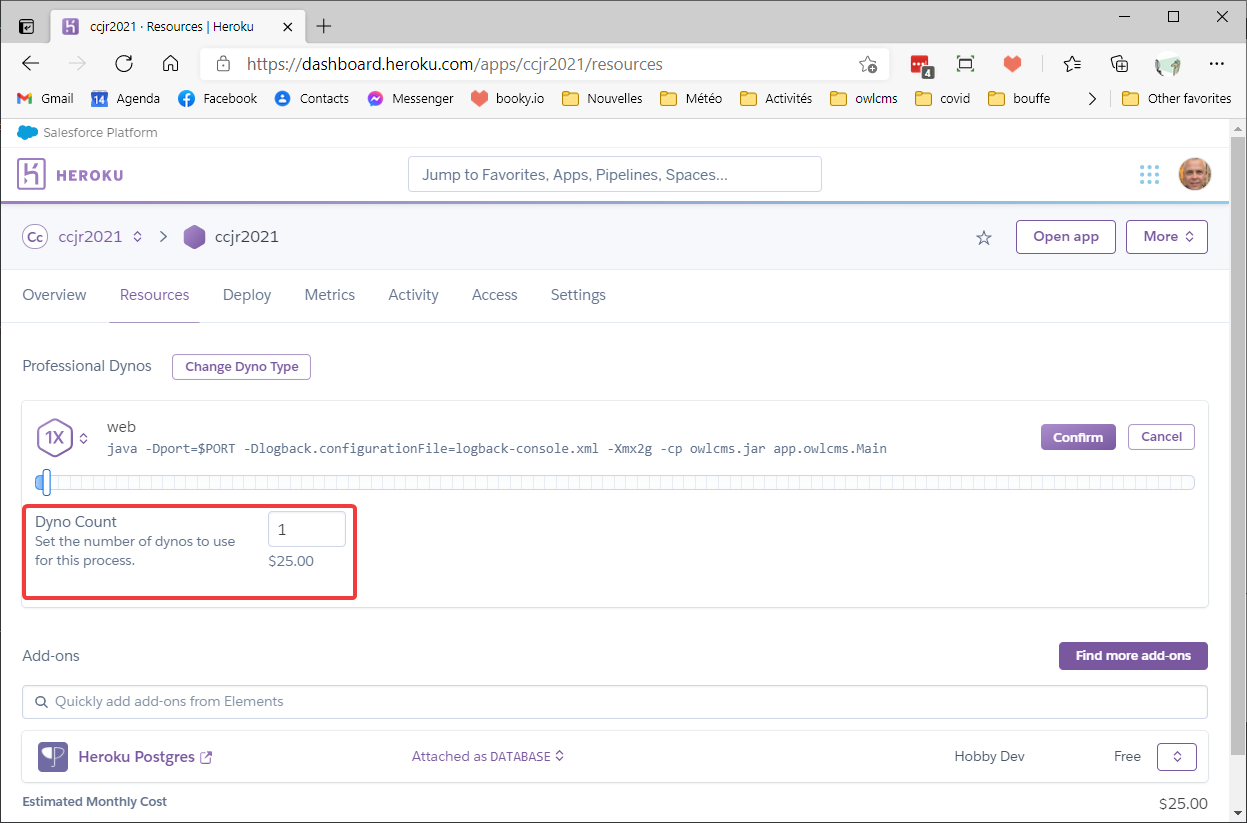 ccjr2021 · Resources | Heroku
https://dashboard.heroku.com/apps/ccjr2021/resources
4
Gmail 14 Agenda Facebook Contacts Messenger booky.io Nouvelles Météo Activités owlcms covid bouffe Other favorites
Salesforce Platform
HEROKU
Jump to Favorites, Apps, Pipelines, Spaces...
Cc ccjr2021 ccjr2021
Open app More
Overview Resources Deploy Metrics Activity Access Settings
Professional Dynos Change Dyno Type
1X
web
java -Dport=$PORT -Dlogback.configurationFile=logback-console.xml -Xmx2g -cp owlcms.jar app.owlcms.Main
Confirm Cancel
Dyno Count
Set the number of dynos to use
for this process.
1
$25.00
Add-ons
Find more add-ons
Quickly add add-ons from Elements
Heroku Postgres Attached as DATABASE Hobby Dev Free
Estimated Monthly Cost
$25.00